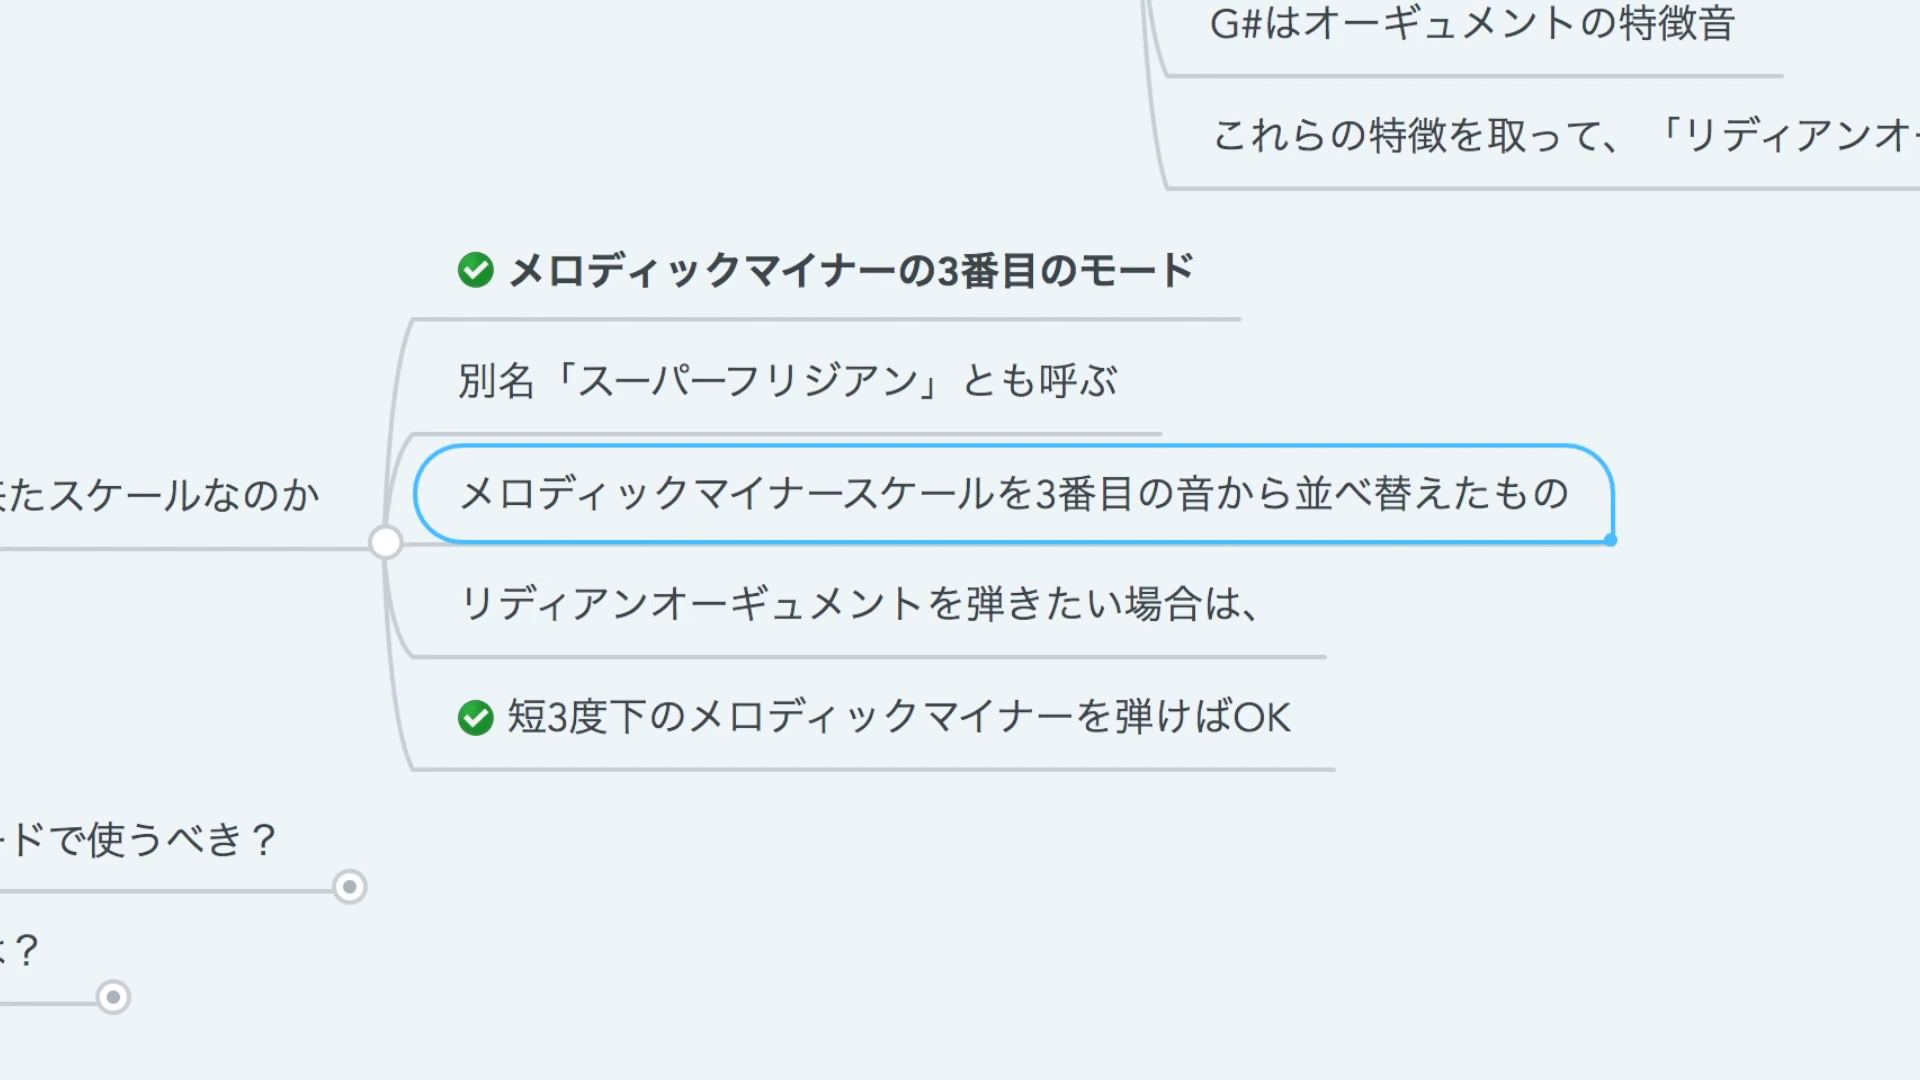 G#はオーギュメントの特徴音
これらの特徴を取って、「リディアンオー
メロディックマイナーの3番目のモード
別名「スーパーフリジアン」とも呼ぶ
たスケールなのか
メロディックマイナースケールを3番目の音から並べ替えたもの
リディアンオーギュメントを弾きたい場合は、
短3度下のメロディックマイナーを弾けばOK
ードで使うべき？
？